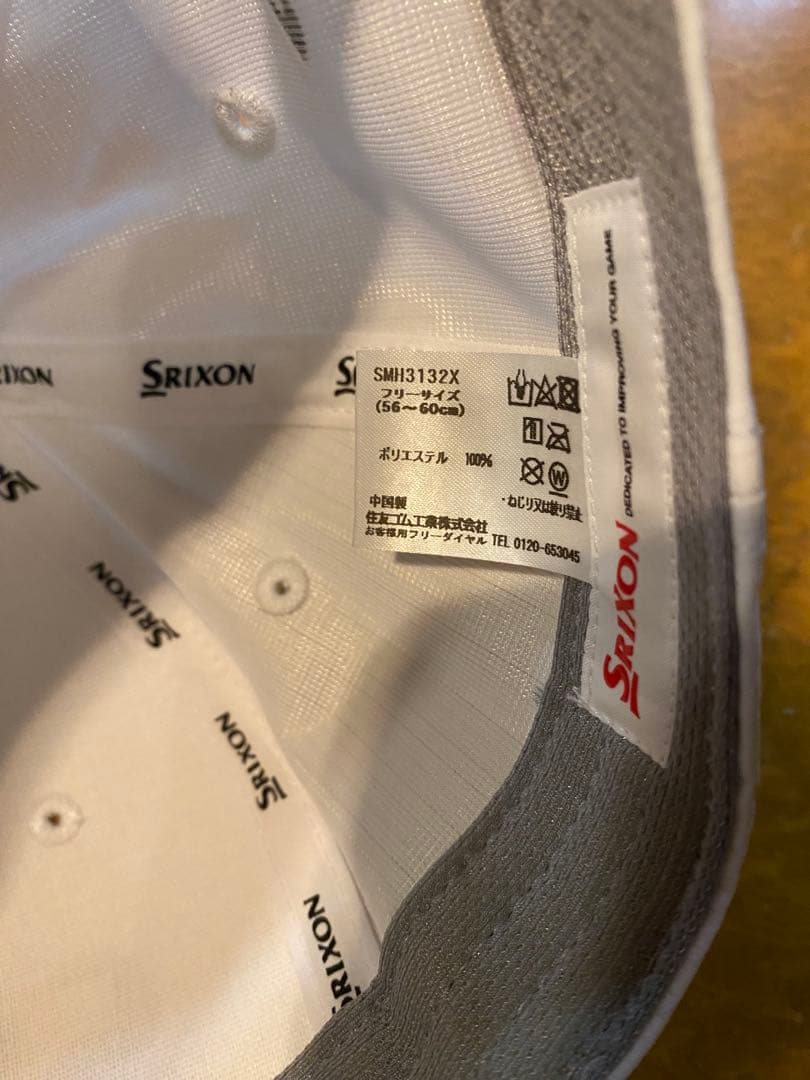 SRIXON
SMH3132X
フリーサイズ
(56～60cm)
ポリエステル 100%
W
・ねじり又は絞り禁止
中国製
住友ゴム工業株式会社
お客様用フリーダイヤル TEL 0120-653045
SRIXON DEDICATED TO IMPROVING YOUR GAME
SRIXON
SRIXON
SRIXON